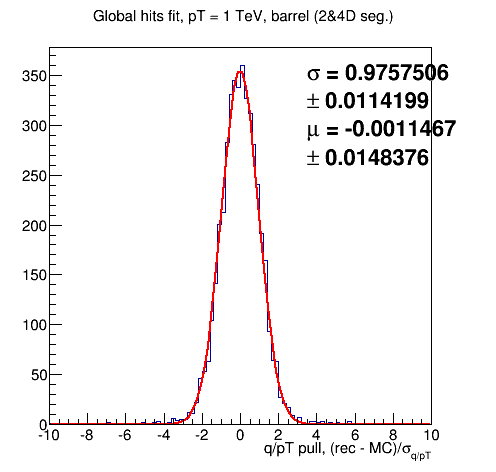 Global hits fit, pT = 1 TeV, barrel (2&4D seg.)
σ = 0.9757506
± 0.0114199
μ = -0.0011467
± 0.0148376
350
300
250
200
150
100
50
0
-10 -8 -6 -4 -2 0 2 4 6 8 10
q/pT pull, (rec - MC)/σ_q/pT